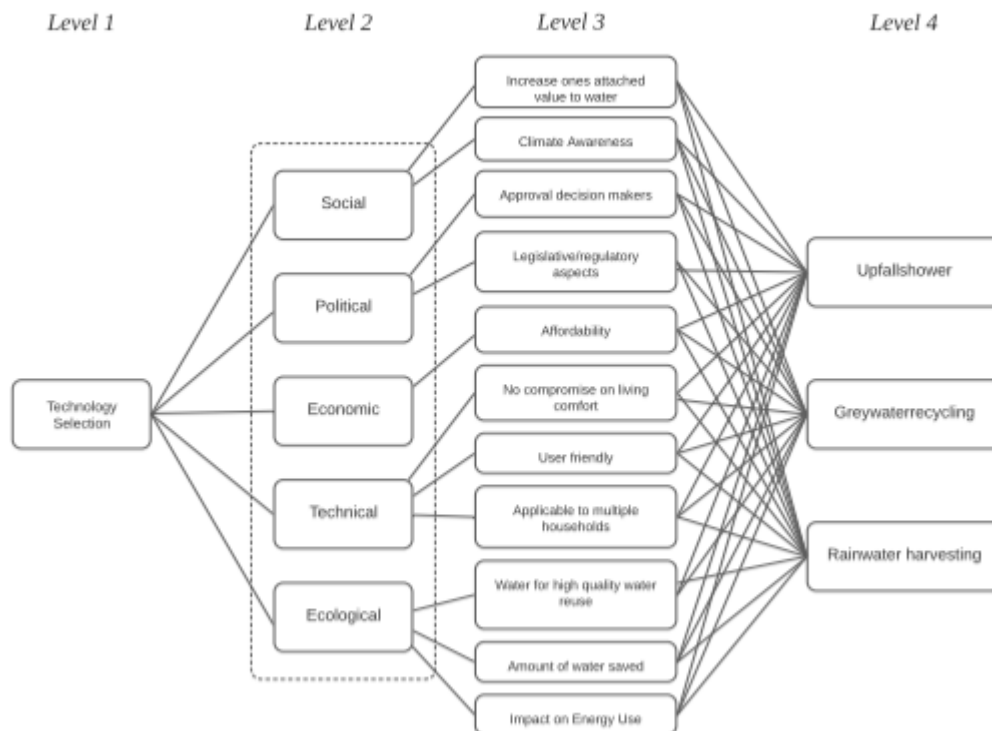 Level 1
Level 2
Level 3
Level 4
Technology
Selection
Social
Political
Economic
Technical
Ecological
Increase ones attached
value to water
Climate Awareness
Approval decision makers
Legislative/regulatory
aspects
Affordability
No compromise on living
comfort
User friendly
Applicable to multiple
households
Water for high quality water
reuse
Amount of water saved
Impact on Energy Use
Upfallshower
Greywaterrecycling
Rainwater harvesting